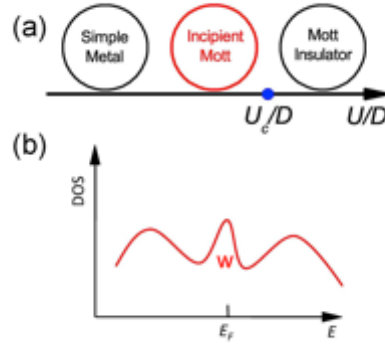 (a)
Simple
Metal
Incipient
Mott
Mott
Insulator
U_c/D
U/D
(b)
DOS
W
E_F
E